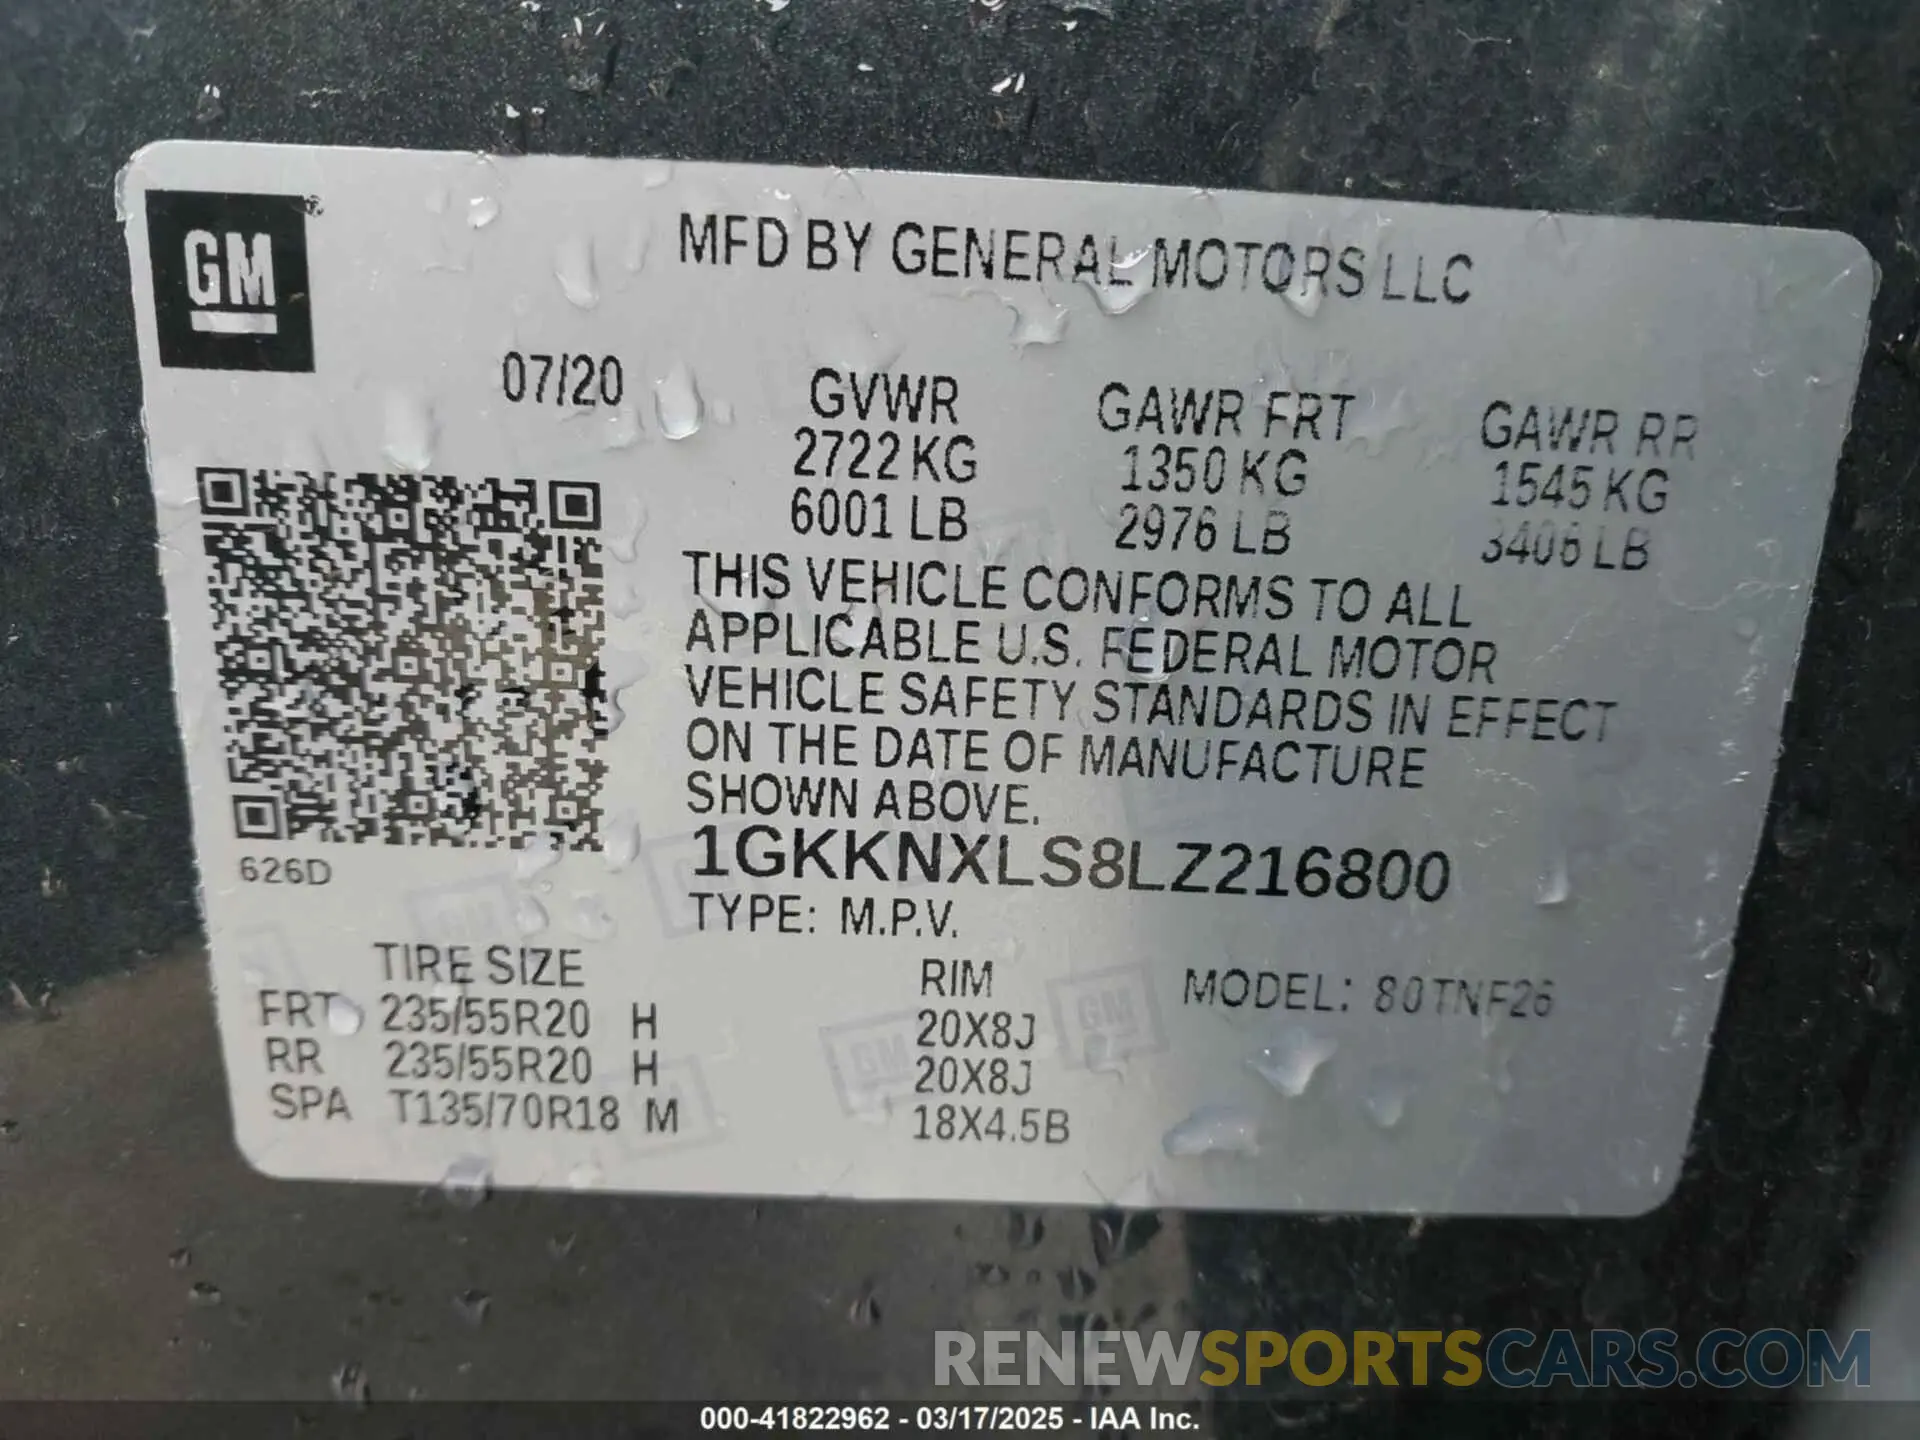 GM
MFD BY GENERAL MOTORS LLC
07/20
GVWR
2722 KG
6001 LB
GAWR FRT
1350 KG
2976 LB
GAWR RR
1545 KG
3406 LB
THIS VEHICLE CONFORMS TO ALL
APPLICABLE U.S. FEDERAL MOTOR
VEHICLE SAFETY STANDARDS IN EFFECT
ON THE DATE OF MANUFACTURE
SHOWN ABOVE.
1GKKNXLS8LZ216800
TYPE: M.P.V.
626D
TIRE SIZE
FRT 235/55R20 H
RR 235/55R20 H
SPA T135/70R18 M
RIM
20X8J
20X8J
18X4.5B
MODEL: 80TNF26
GM
GM
GM
RENEWSPORTSCARS.COM
000-41822962 - 03/17/2025 - IAA Inc.